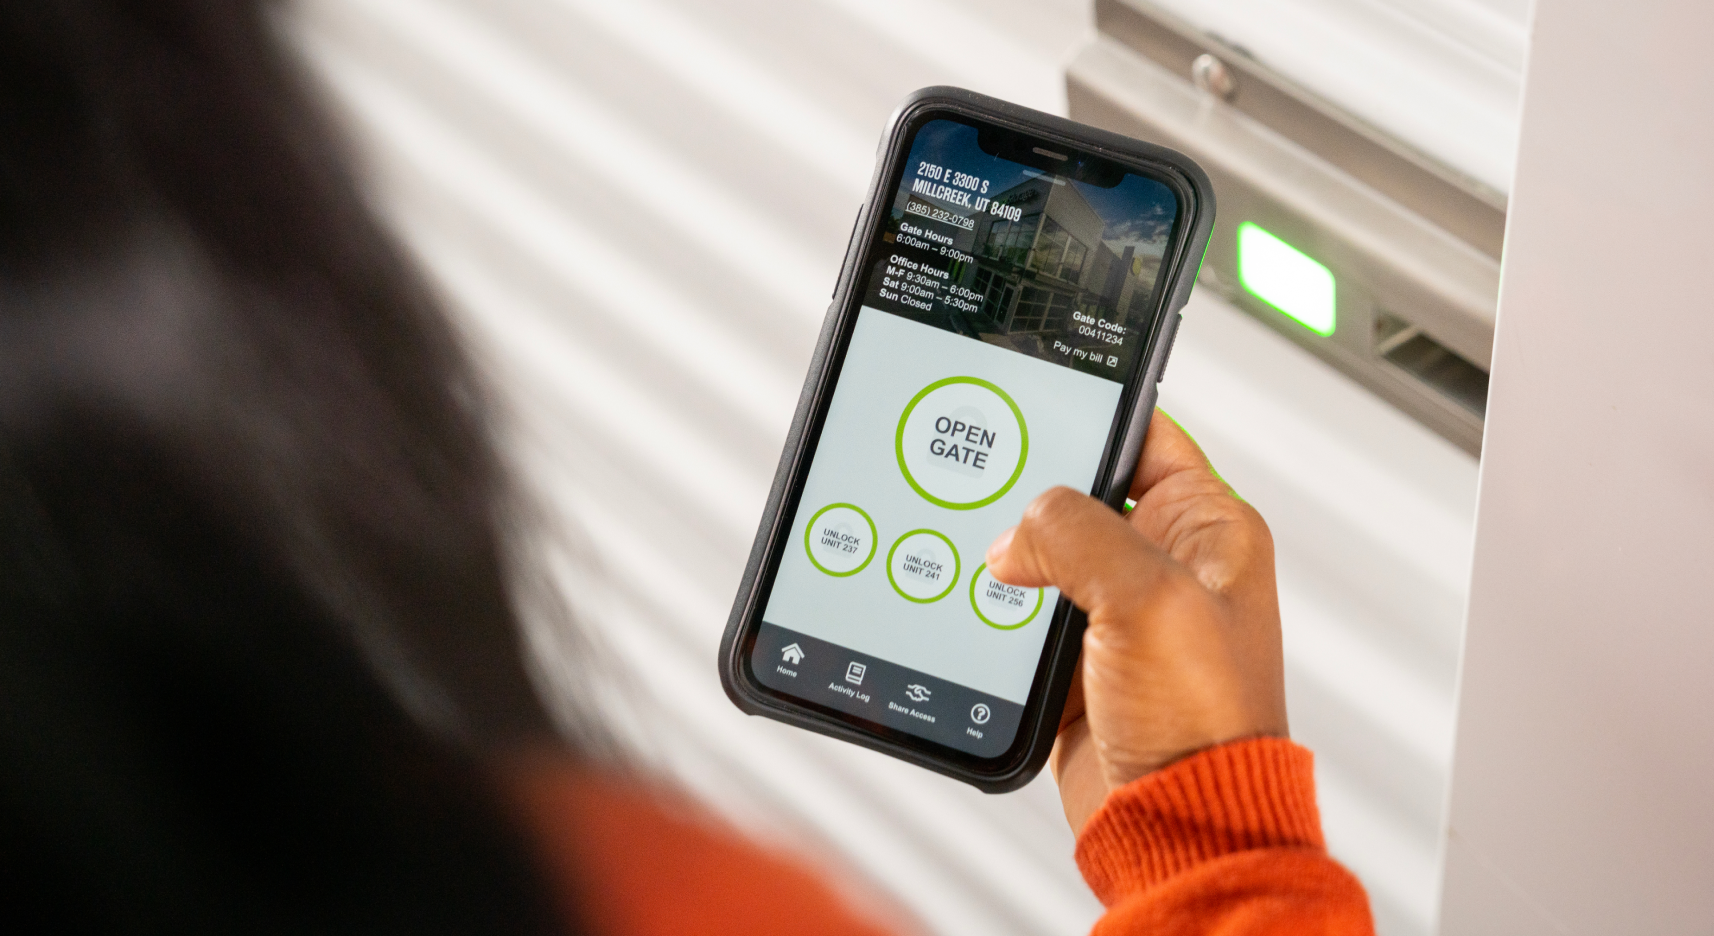 2150 E 3300 S
MILLCREEK, UT 84109
(385) 232-0798
Gate Hours
6:00am – 9:00pm
Office Hours
M-F 9:30am – 6:00pm
Sat 9:00am – 5:30pm
Sun Closed
Gate Code:
00411234
Pay my bill
OPEN
GATE
UNLOCK
UNIT 237
UNLOCK
UNIT 241
UNLOCK
UNIT 256
Home
Activity Log
Share Access
Help